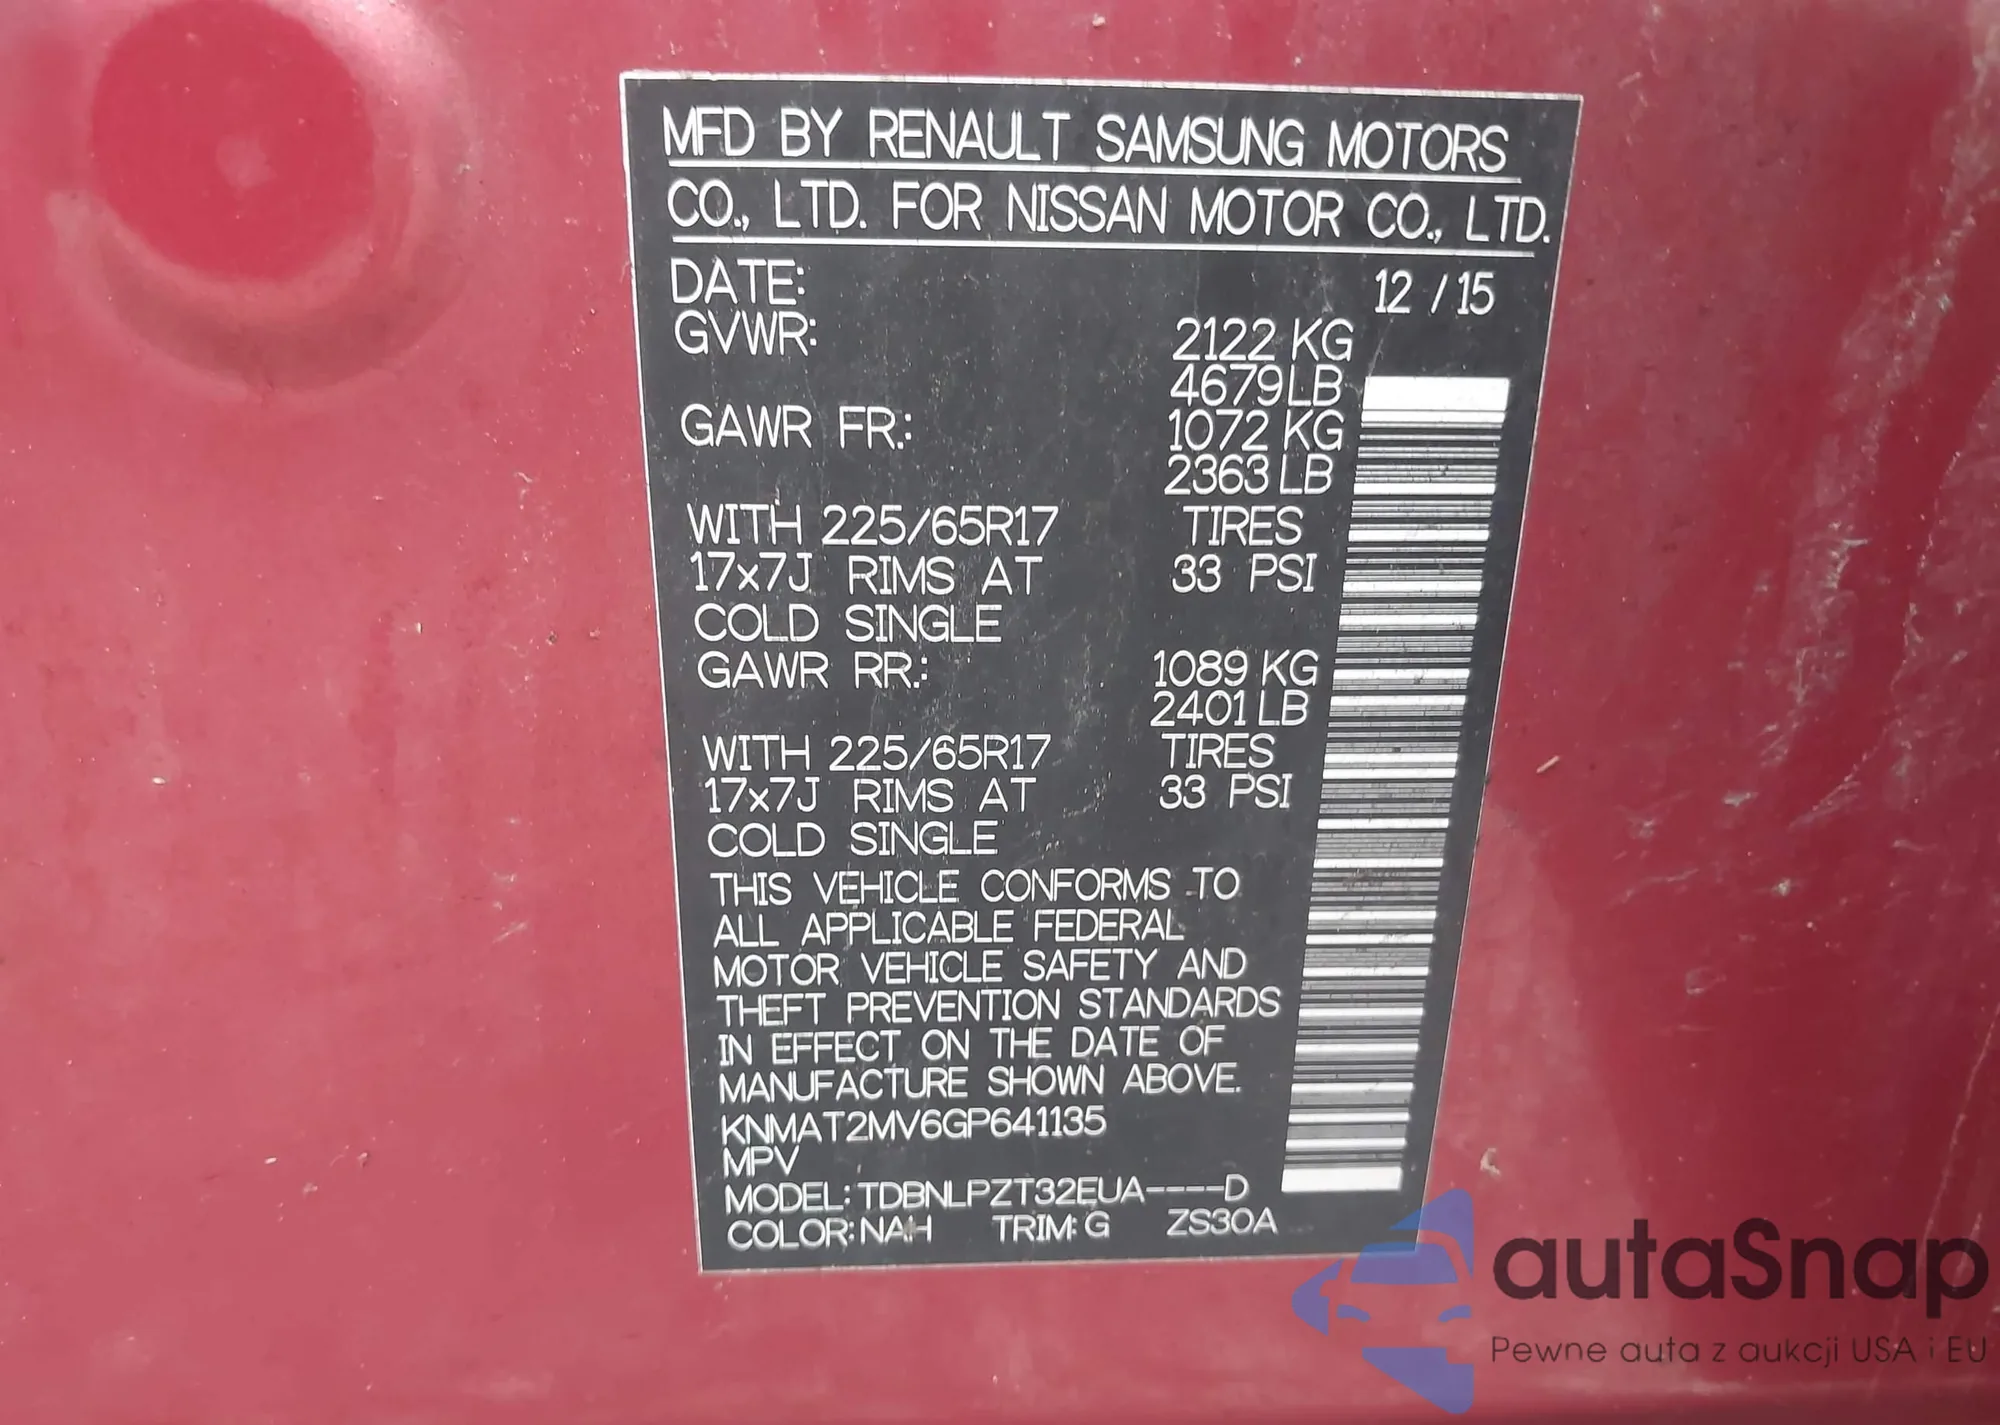 MFD BY RENAULT SAMSUNG MOTORS
CO., LTD. FOR NISSAN MOTOR CO., LTD.
DATE: 12 / 15
GVWR: 2122 KG
4679 LB
GAWR FR.: 1072 KG
2363 LB
WITH 225/65R17 TIRES
17x7J RIMS AT 33 PSI
COLD SINGLE
GAWR RR.: 1089 KG
2401 LB
WITH 225/65R17 TIRES
17x7J RIMS AT 33 PSI
COLD SINGLE
THIS VEHICLE CONFORMS TO
ALL APPLICABLE FEDERAL
MOTOR VEHICLE SAFETY AND
THEFT PREVENTION STANDARDS
IN EFFECT ON THE DATE OF
MANUFACTURE SHOWN ABOVE.
KNMAT2MV6GP641135
MPV
MODEL: TDBNLPZT32EUA----D
COLOR: NAH TRIM: G ZS30A
autaSnap
Pewne auta z aukcji USA i EU